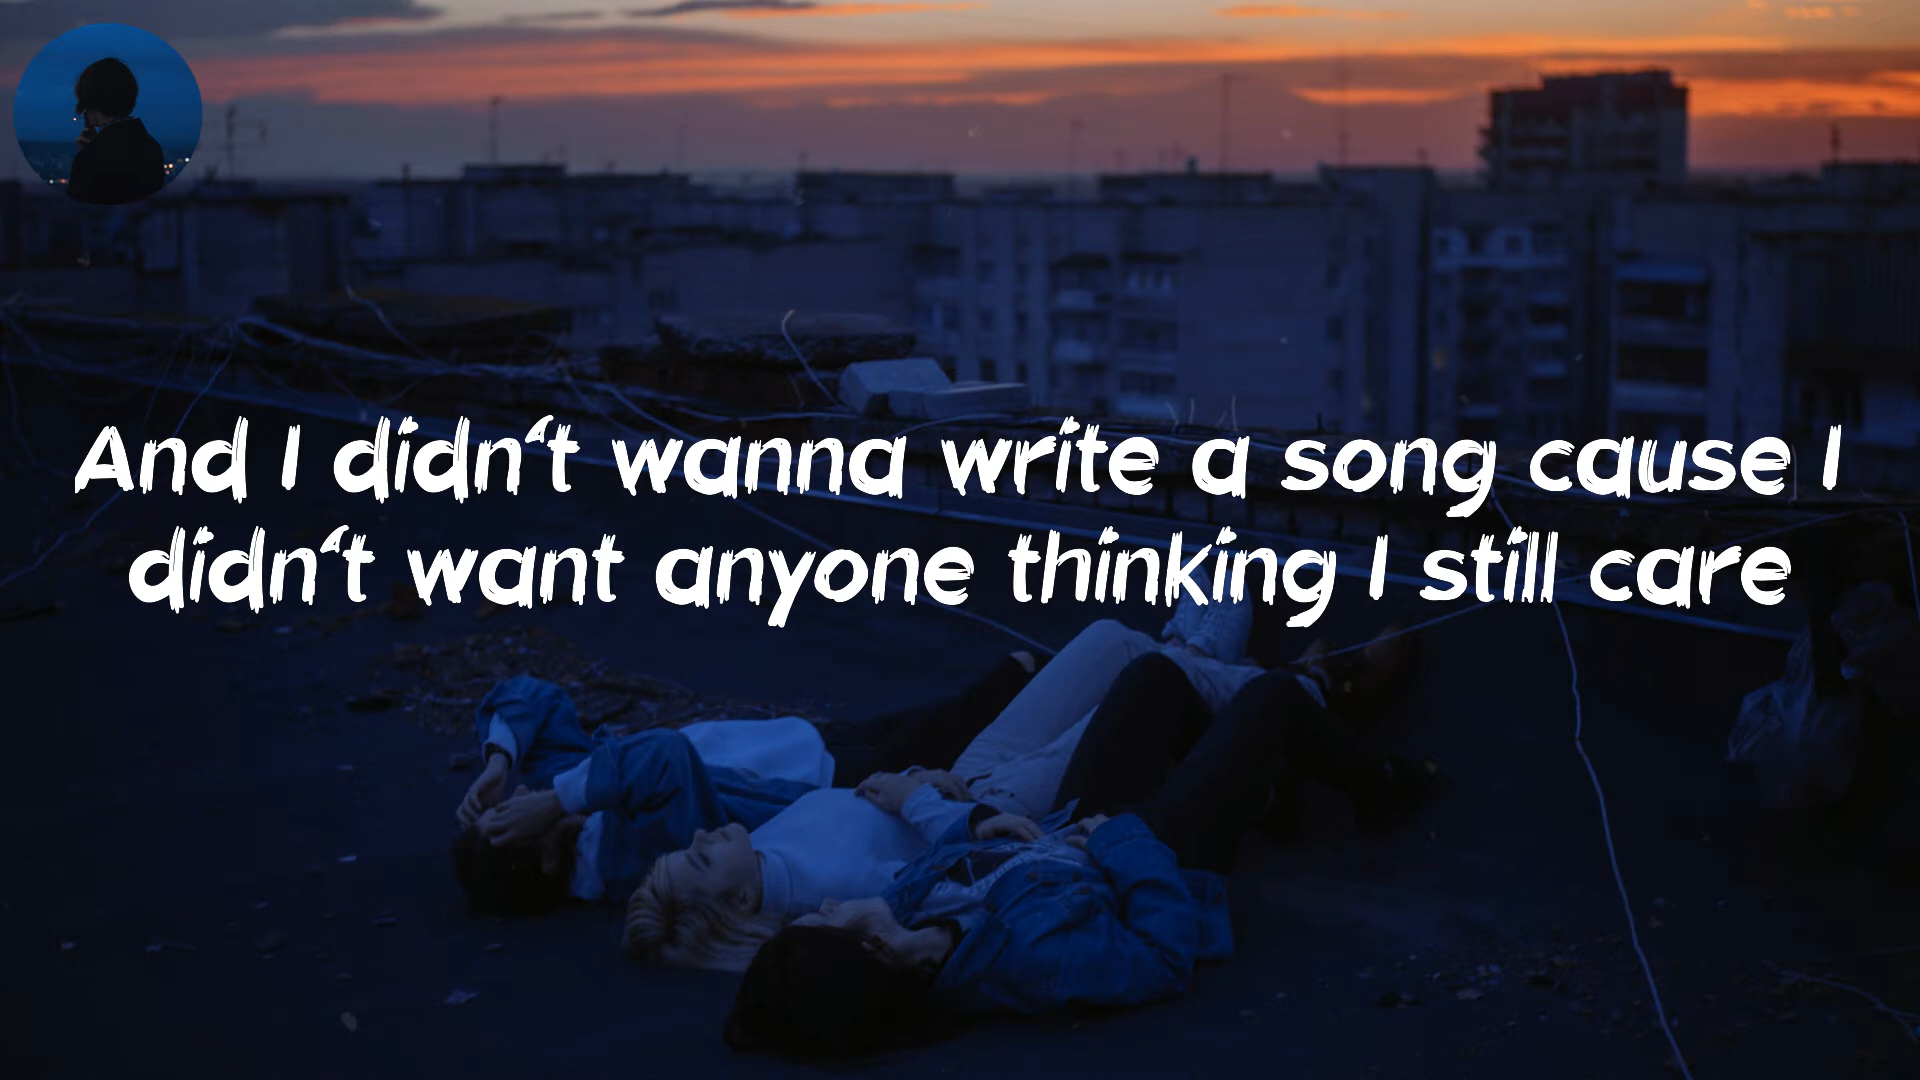 And I didn‘t wanna write a song cause I
didn‘t want anyone thinking I still care